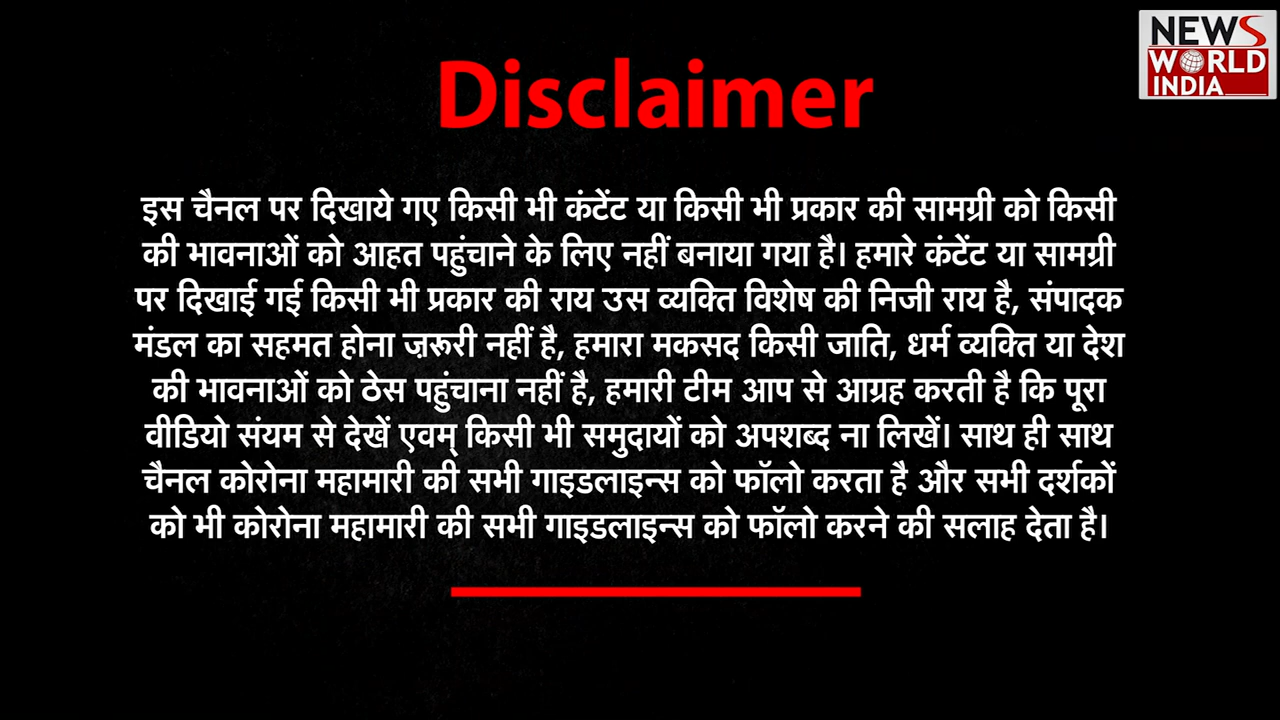 NEWS
WORLD
INDIA
Disclaimer
इस चैनल पर दिखाये गए किसी भी कंटेंट या किसी भी प्रकार की सामग्री को किसी
की भावनाओं को आहत पहुंचाने के लिए नहीं बनाया गया है। हमारे कंटेंट या सामग्री
पर दिखाई गई किसी भी प्रकार की राय उस व्यक्ति विशेष की निजी राय है, संपादक
मंडल का सहमत होना ज़रूरी नहीं है, हमारा मकसद किसी जाति, धर्म व्यक्ति या देश
की भावनाओं को ठेस पहुंचाना नहीं है, हमारी टीम आप से आग्रह करती है कि पूरा
वीडियो संयम से देखें एवम् किसी भी समुदायों को अपशब्द ना लिखें। साथ ही साथ
चैनल कोरोना महामारी की सभी गाइडलाइन्स को फॉलो करता है और सभी दर्शकों
को भी कोरोना महामारी की सभी गाइडलाइन्स को फॉलो करने की सलाह देता है।